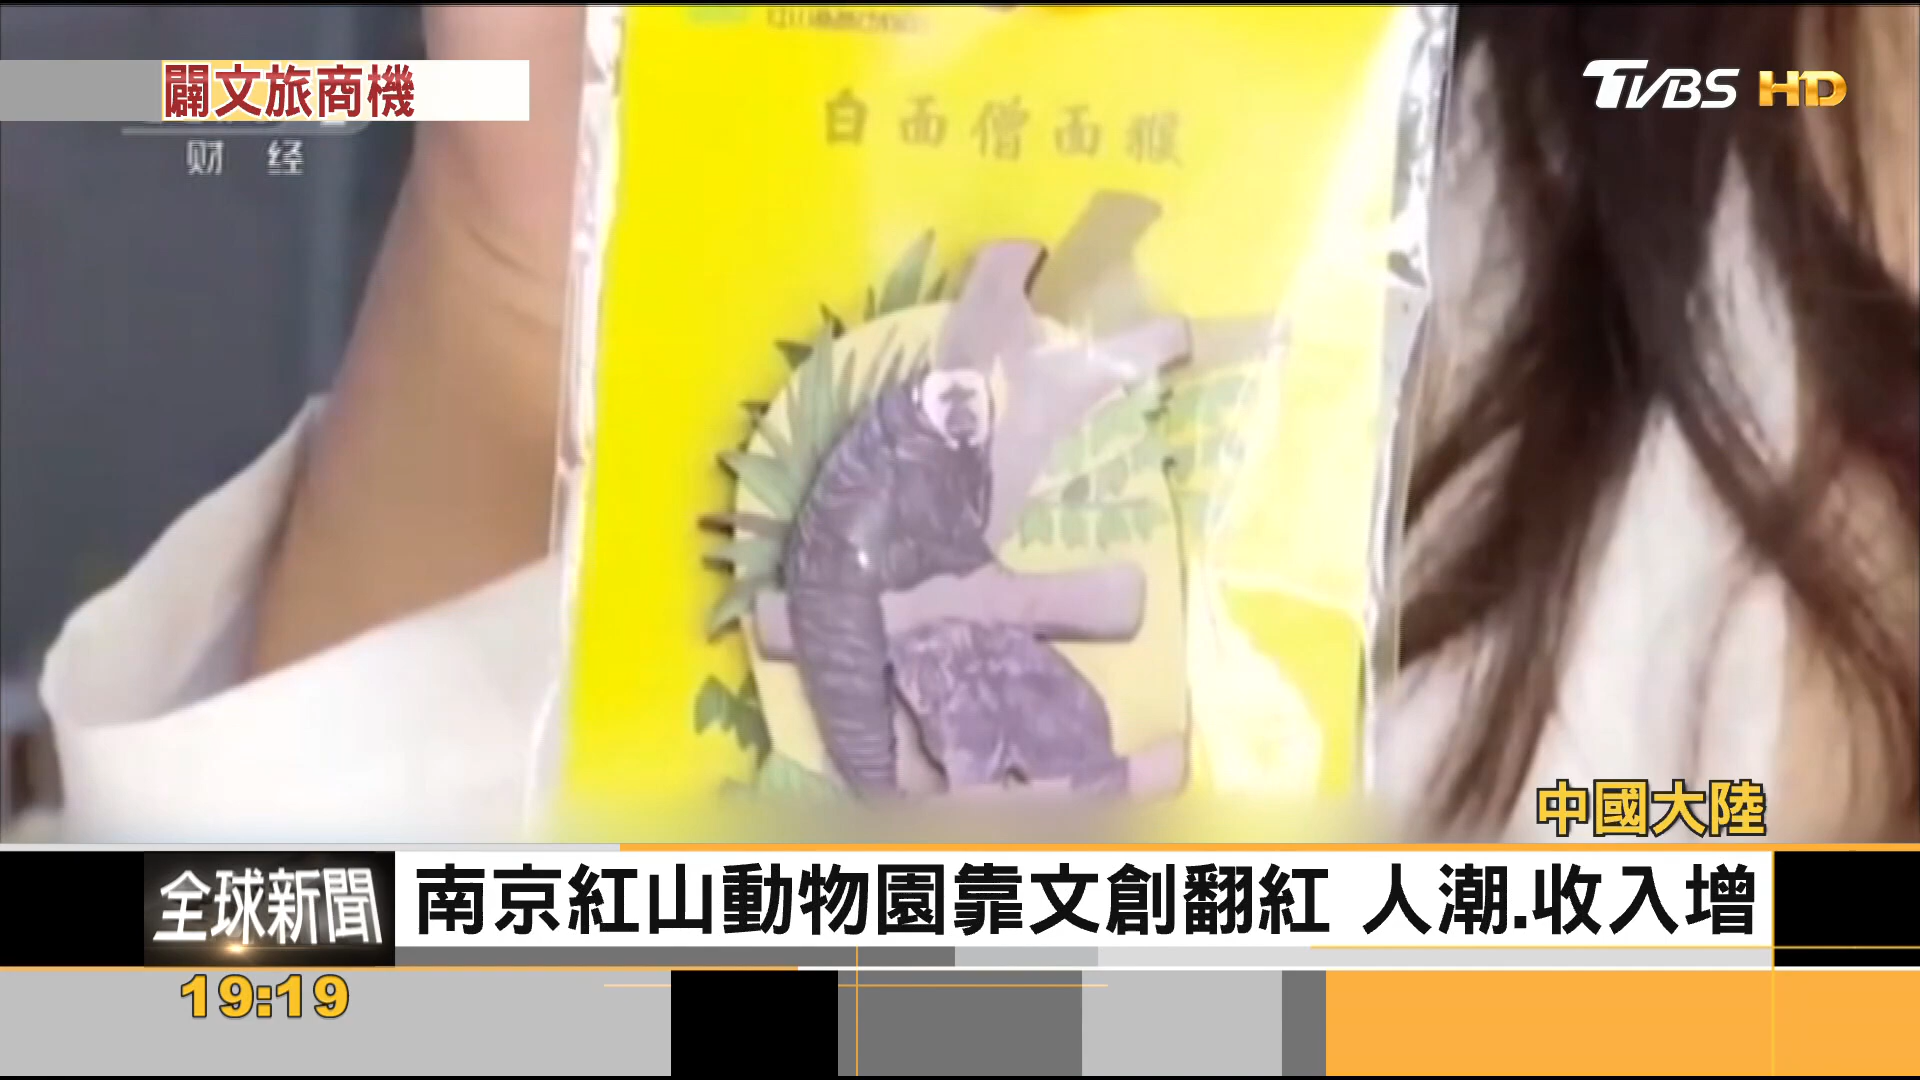 闢文旅商機
TVBS HD
财经
白面僧面猴
中國大陸
全球新聞
南京紅山動物園靠文創翻紅 人潮.收入增
19:19